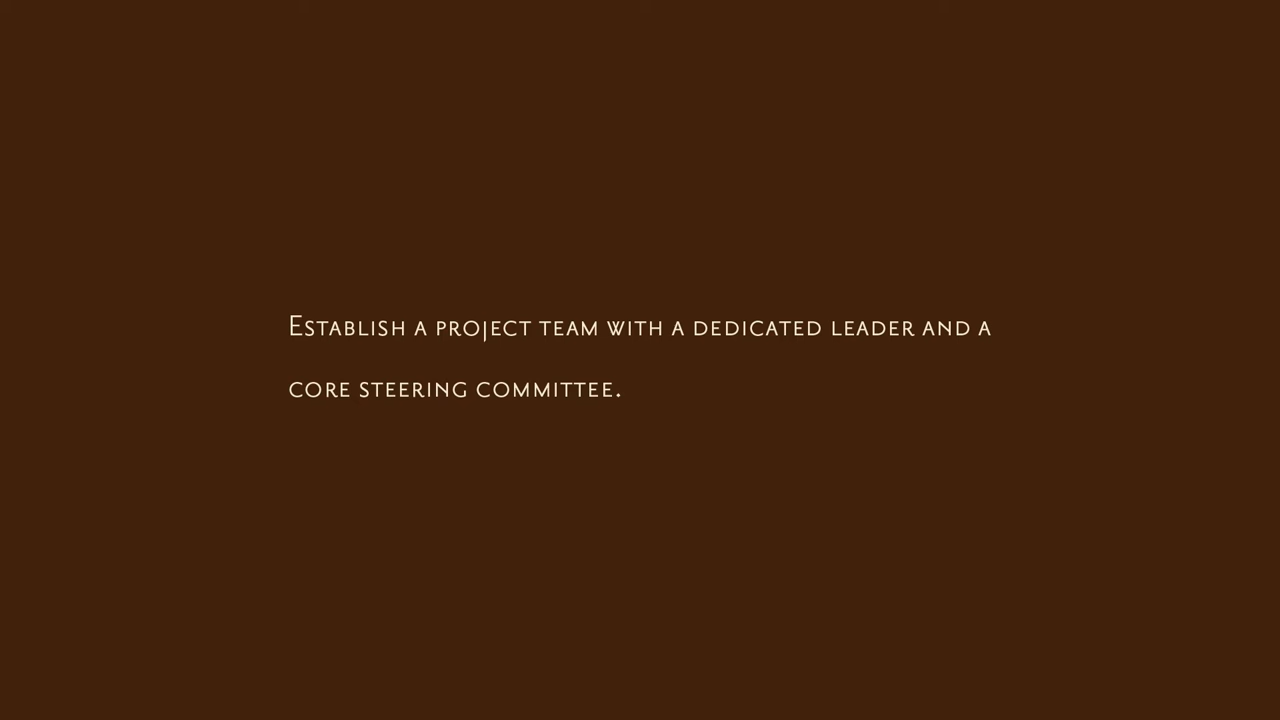 Establish a project team with a dedicated leader and a
core steering committee.